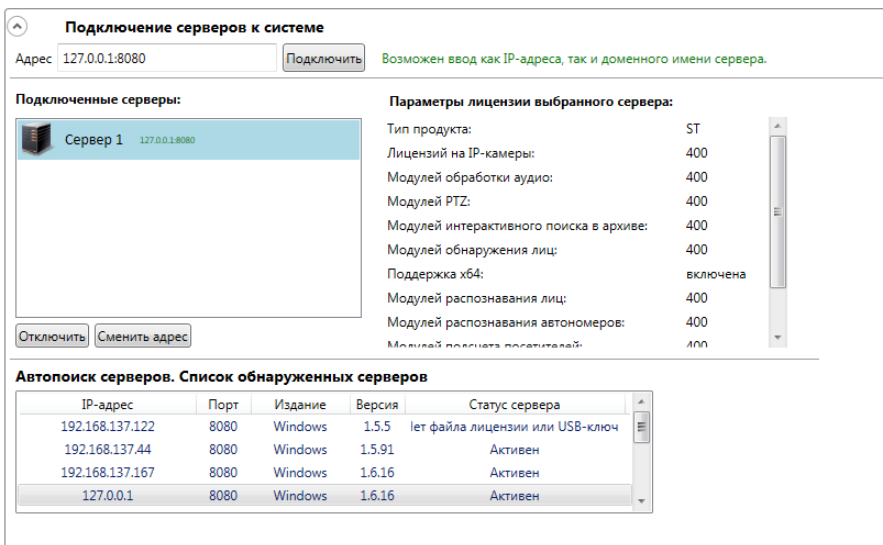 Подключение серверов к системе
Адрес 127.0.0.1:8080 Подключить Возможен ввод как IP-адреса, так и доменного имени сервера.
Подключенные серверы:
Сервер 1 127.0.0.1:8080
Отключить Сменить адрес
Параметры лицензии выбранного сервера:
Тип продукта: ST
Лицензий на IP-камеры: 400
Модулей обработки аудио: 400
Модулей PTZ: 400
Модулей интерактивного поиска в архиве: 400
Модулей обнаружения лиц: 400
Поддержка x64: включена
Модулей распознавания лиц: 400
Модулей распознавания автономеров: 400
Модулей подсчета посетителей: 400
Автопоиск серверов. Список обнаруженных серверов
IP-адрес Порт Издание Версия Статус сервера
192.168.137.122 8080 Windows 1.5.5 Нет файла лицензии или USB-ключ
192.168.137.44 8080 Windows 1.5.91 Активен
192.168.137.167 8080 Windows 1.6.16 Активен
127.0.0.1 8080 Windows 1.6.16 Активен